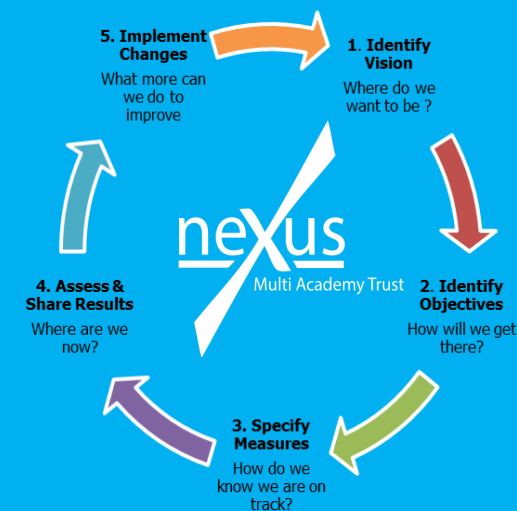 1. Identify
Vision
Where do we
want to be ?
2. Identify
Objectives
How will we get
there?
3. Specify
Measures
How do we
know we are on
track?
4. Assess &
Share Results
Where are we
now?
5. Implement
Changes
What more can
we do to
improve
nexus
Multi Academy Trust